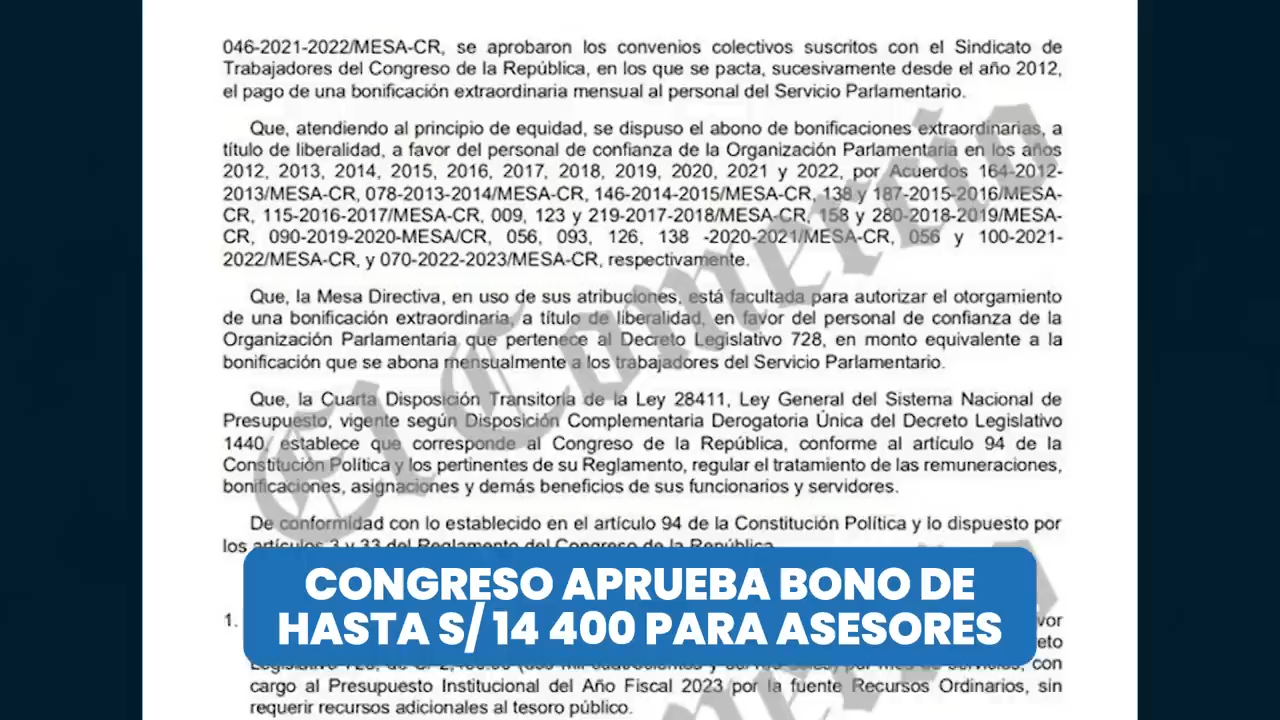 046-2021-2022/MESA-CR, se aprobaron los convenios colectivos suscritos con el Sindicato de
Trabajadores del Congreso de la República, en los que se pacta, sucesivamente desde el año 2012,
el pago de una bonificación extraordinaria mensual al personal del Servicio Parlamentario.
Que, atendiendo al principio de equidad, se dispuso el abono de bonificaciones extraordinarias, a
título de liberalidad, a favor del personal de confianza de la Organización Parlamentaria en los años
2012, 2013, 2014, 2015, 2016, 2017, 2018, 2019, 2020, 2021 y 2022, por Acuerdos 164-2012-
2013/MESA-CR, 078-2013-2014/MESA-CR, 146-2014-2015/MESA-CR, 138 y 187-2015-2016/MESA-
CR, 115-2016-2017/MESA-CR, 009, 123 y 219-2017-2018/MESA-CR, 158 y 280-2018-2019/MESA-
CR, 090-2019-2020-MESA/CR, 056, 093, 126, 138 -2020-2021/MESA-CR, 056 y 100-2021-
2022/MESA-CR, y 070-2022-2023/MESA-CR, respectivamente.
Que, la Mesa Directiva, en uso de sus atribuciones, está facultada para autorizar el otorgamiento
de una bonificación extraordinaria, a título de liberalidad, en favor del personal de confianza de la
Organización Parlamentaria que pertenece al Decreto Legislativo 728, en monto equivalente a la
bonificación que se abona mensualmente a los trabajadores del Servicio Parlamentario.
Que, la Cuarta Disposición Transitoria de la Ley 28411, Ley General del Sistema Nacional de
Presupuesto, vigente según Disposición Complementaria Derogatoria Única del Decreto Legislativo
1440, establece que corresponde al Congreso de la República, conforme al artículo 94 de la
Constitución Política y los pertinentes de su Reglamento, regular el tratamiento de las remuneraciones,
bonificaciones, asignaciones y demás beneficios de sus funcionarios y servidores.
De conformidad con lo establecido en el artículo 94 de la Constitución Política y lo dispuesto por
los artículos 3 y 33 del Reglamento del Congreso de la República
El Comercio
CONGRESO APRUEBA BONO DE
HASTA S/ 14 400 PARA ASESORES
1.
con
cargo al Presupuesto Institucional del Año Fiscal 2023 por la fuente Recursos Ordinarios, sin
requerir recursos adicionales al tesoro público.